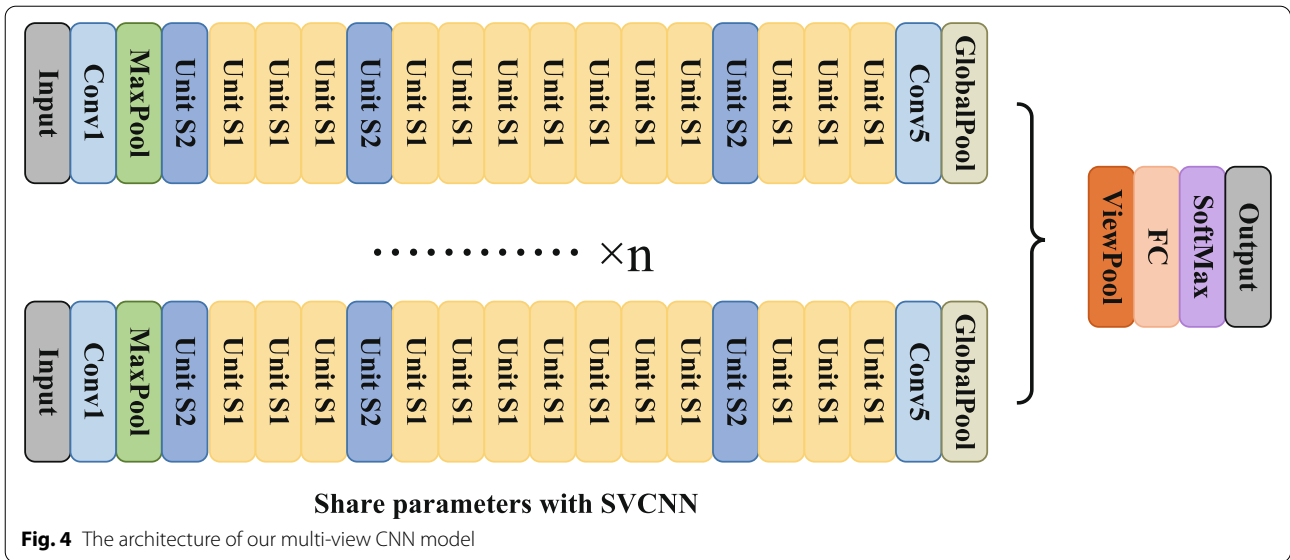 Input
Conv1
MaxPool
Unit S2
Unit S1
Unit S1
Unit S1
Unit S2
Unit S1
Unit S1
Unit S1
Unit S1
Unit S1
Unit S1
Unit S1
Unit S2
Unit S1
Unit S1
Unit S1
Conv5
GlobalPool
............ ×n
Input
Conv1
MaxPool
Unit S2
Unit S1
Unit S1
Unit S1
Unit S2
Unit S1
Unit S1
Unit S1
Unit S1
Unit S1
Unit S1
Unit S1
Unit S2
Unit S1
Unit S1
Unit S1
Conv5
GlobalPool
ViewPool
FC
SoftMax
Output
Share parameters with SVCNN
Fig. 4 The architecture of our multi-view CNN model